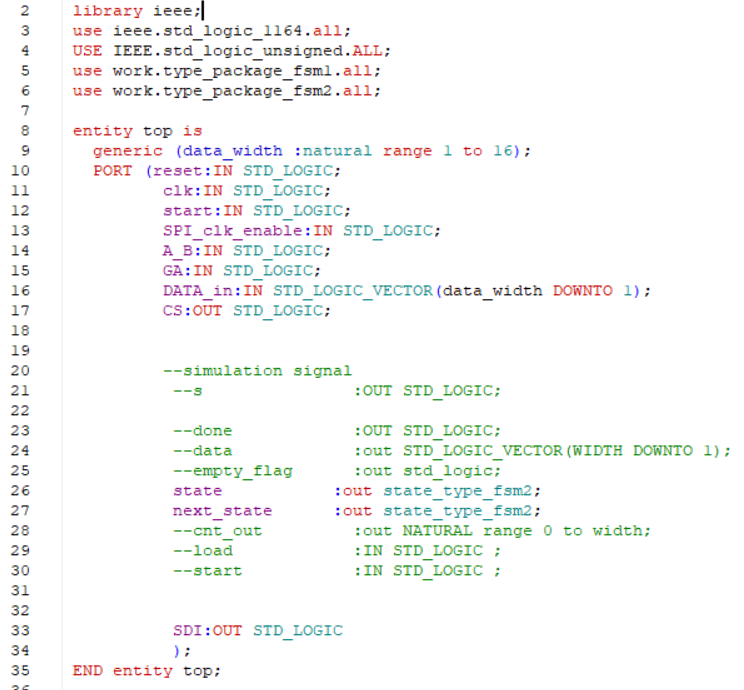 2 library ieee;
3 use ieee.std_logic_1164.all;
4 USE IEEE.std_logic_unsigned.ALL;
5 use work.type_package_fsm1.all;
6 use work.type_package_fsm2.all;
7
8 entity top is
9 generic (data_width :natural range 1 to 16);
10 PORT (reset:IN STD_LOGIC;
11 clk:IN STD_LOGIC;
12 start:IN STD_LOGIC;
13 SPI_clk_enable:IN STD_LOGIC;
14 A_B:IN STD_LOGIC;
15 GA:IN STD_LOGIC;
16 DATA_in:IN STD_LOGIC_VECTOR(data_width DOWNTO 1);
17 CS:OUT STD_LOGIC;
18
19
20 --simulation signal
21 --s :OUT STD_LOGIC;
22
23 --done :OUT STD_LOGIC;
24 --data :out STD_LOGIC_VECTOR(WIDTH DOWNTO 1);
25 --empty_flag :out std_logic;
26 state :out state_type_fsm2;
27 next_state :out state_type_fsm2;
28 --cnt_out :out NATURAL range 0 to width;
29 --load :IN STD_LOGIC ;
30 --start :IN STD_LOGIC ;
31
32
33 SDI:OUT STD_LOGIC
34 );
35 END entity top;
36